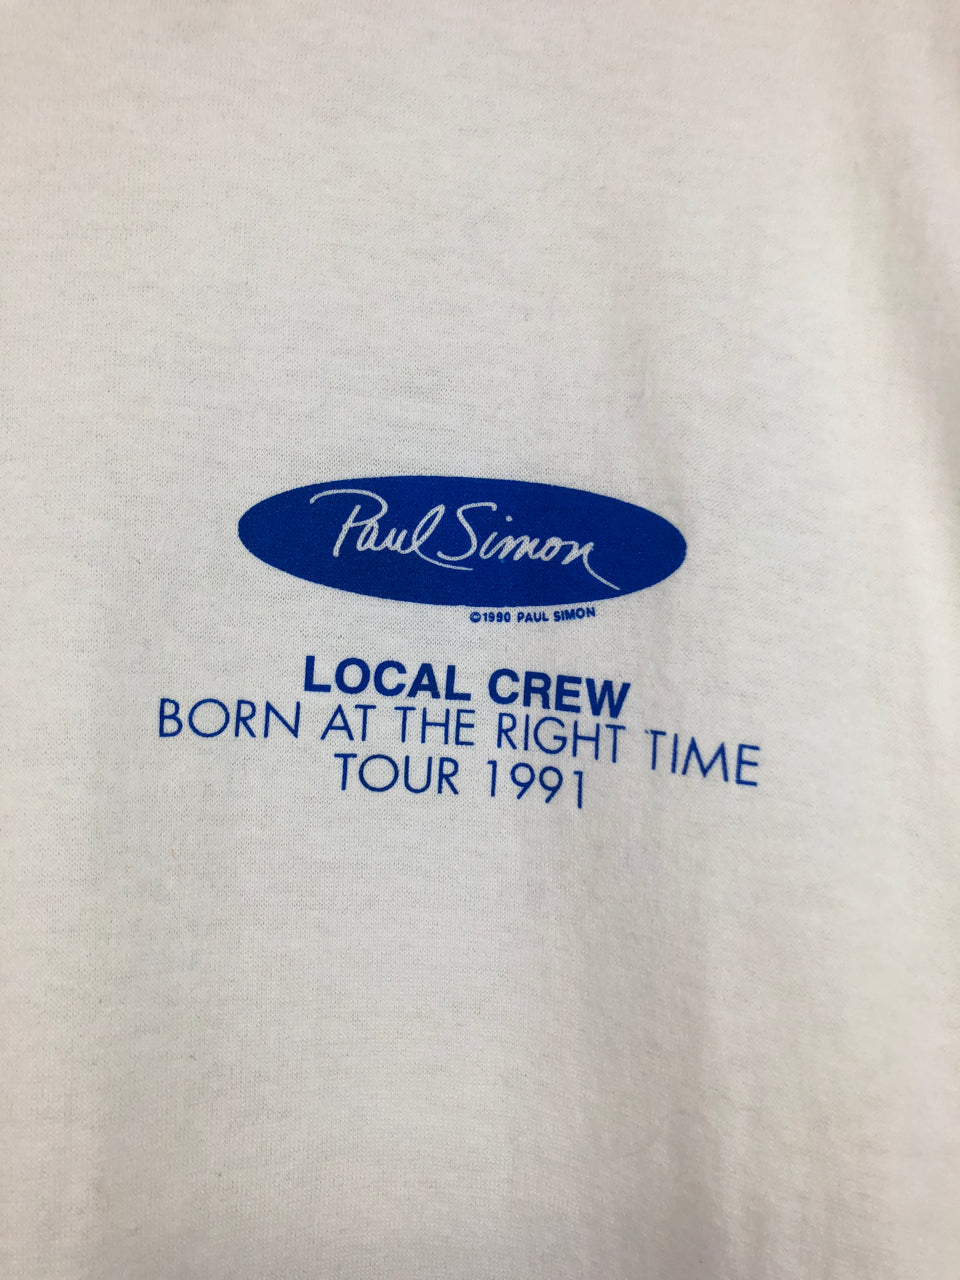 Paul Simon
©1990 PAUL SIMON
LOCAL CREW
BORN AT THE RIGHT TIME
TOUR 1991